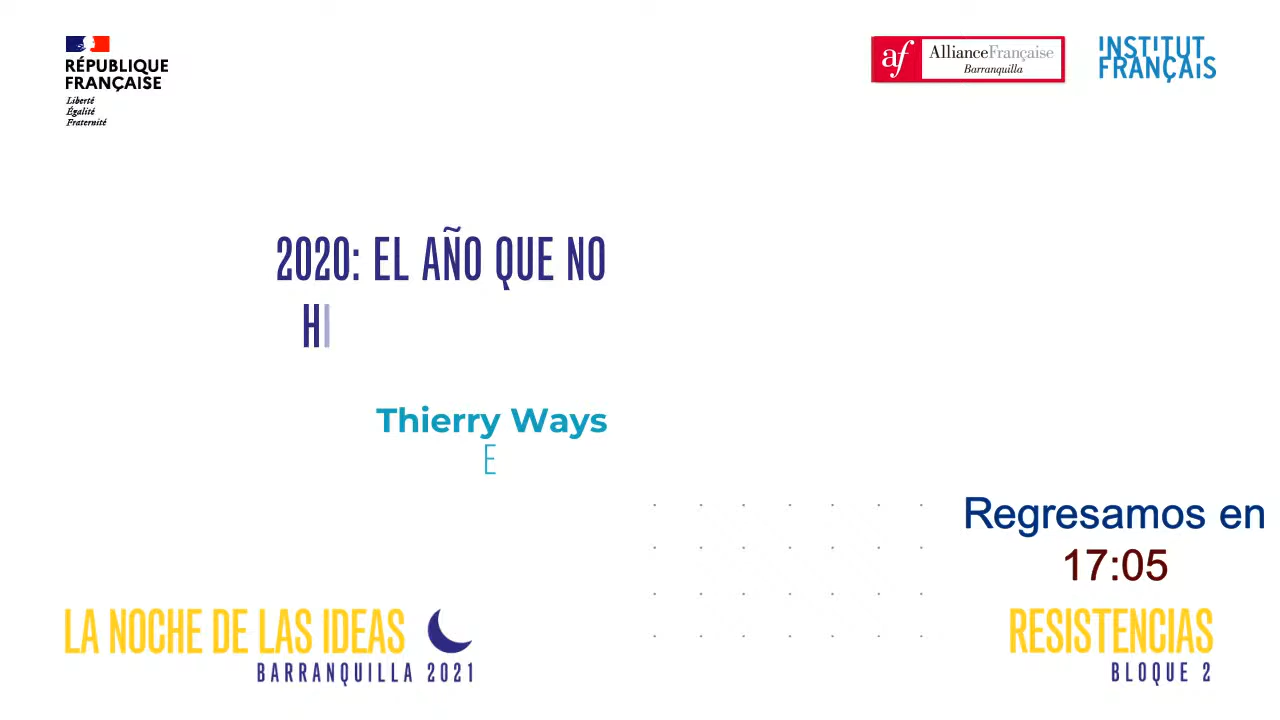 RÉPUBLIQUE
FRANÇAISE
Liberté
Égalité
Fraternité
af
AllianceFrançaise
Barranquilla
INSTITUT
FRANÇAIS
2020: EL AÑO QUE NO
HI
Thierry Ways
E
Regresamos en
17:05
LA NOCHE DE LAS IDEAS
BARRANQUILLA 2021
RESISTENCIAS
BLOQUE 2